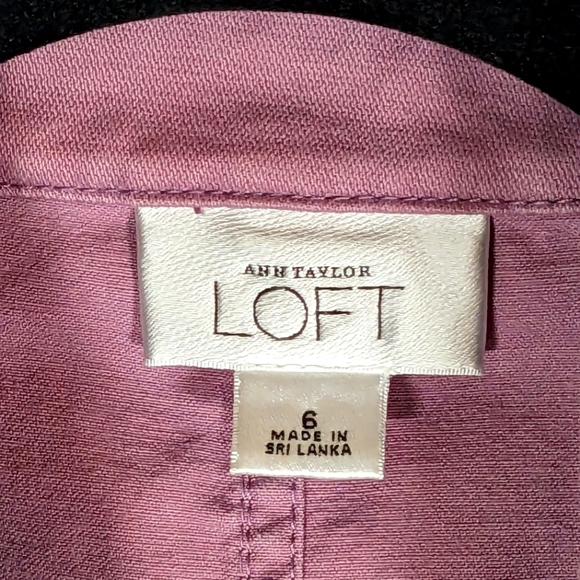 ANN TAYLOR
LOFT
6
MADE IN
SRI LANKA